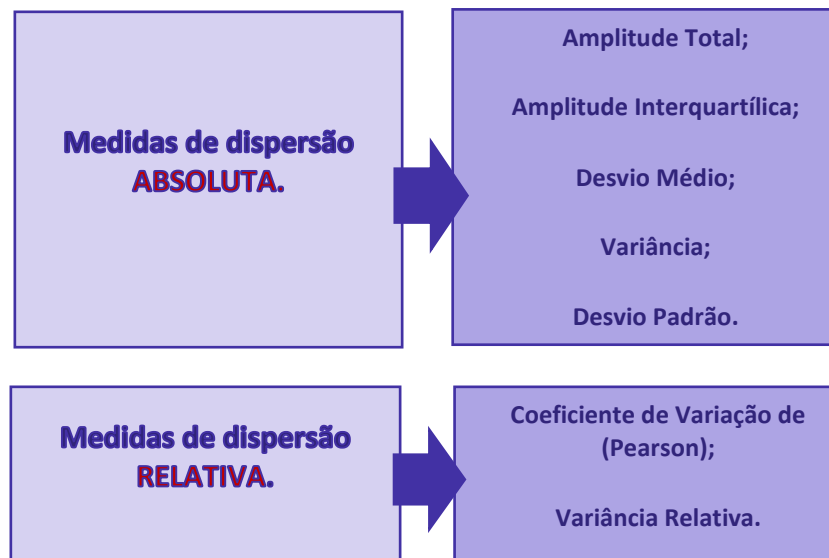 Medidas de dispersão
ABSOLUTA.
Amplitude Total;
Amplitude Interquartílica;
Desvio Médio;
Variância;
Desvio Padrão.
Medidas de dispersão
RELATIVA.
Coeficiente de Variação de
(Pearson);
Variância Relativa.